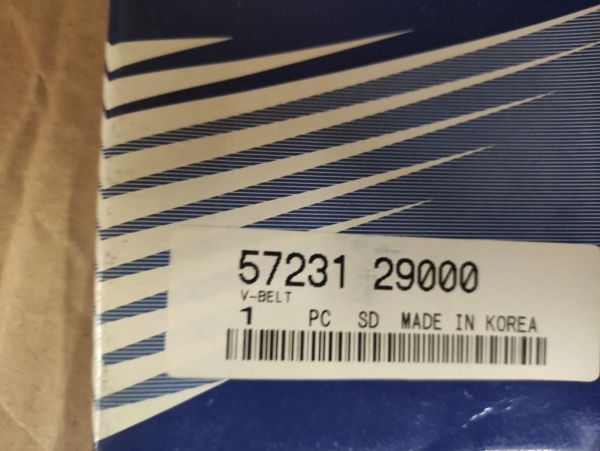 57231 29000
V-BELT
1 PC SD MADE IN KOREA